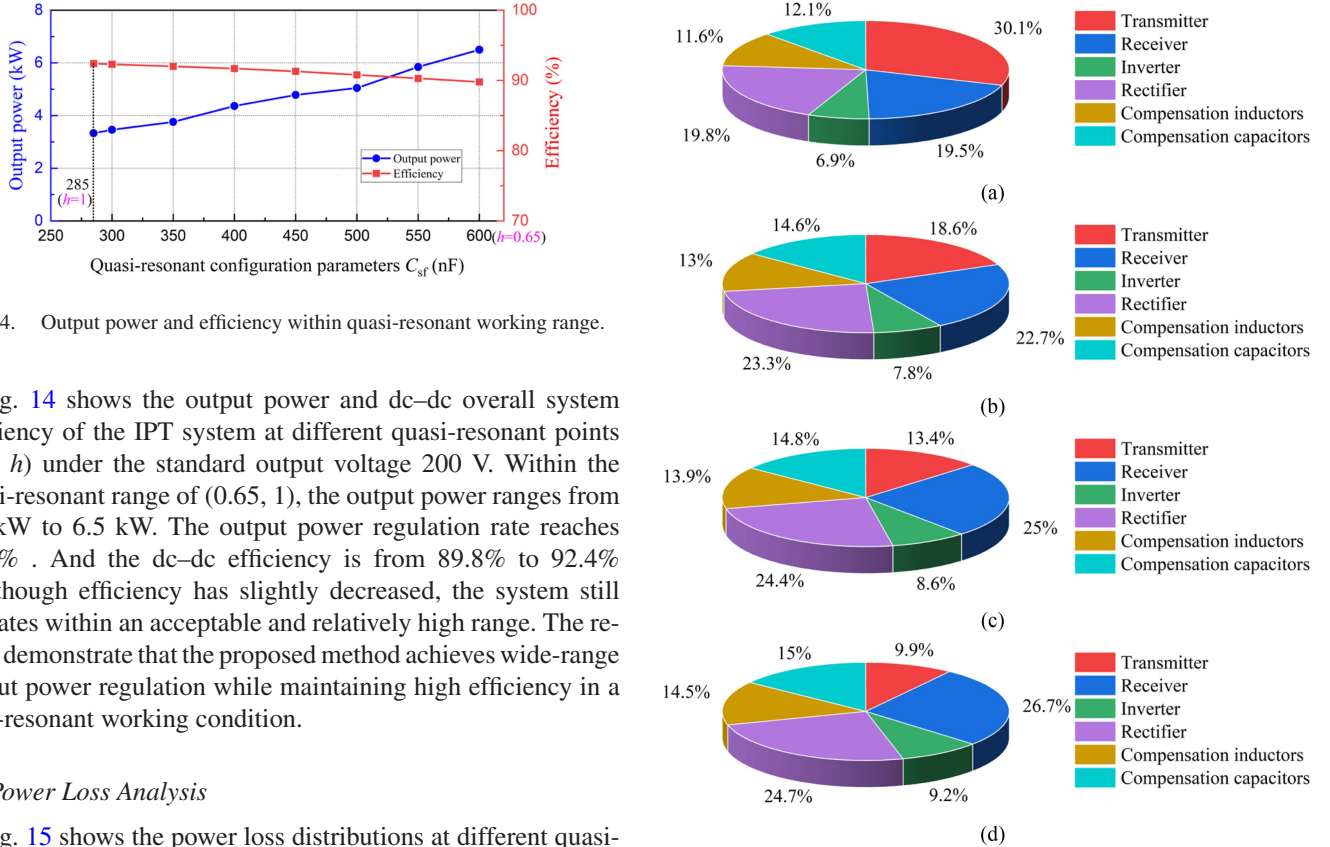 8
6
4
2
0
Output power (kW)
100
90
80
70
Efficiency (%)
285
(h=1)
Output power
Efficiency
250 300 350 400 450 500 550 600(h=0.65)
Quasi-resonant configuration parameters Csf (nF)
4. Output power and efficiency within quasi-resonant working range.
g. 14 shows the output power and dc–dc overall system
iency of the IPT system at different quasi-resonant points
h) under the standard output voltage 200 V. Within the
i-resonant range of (0.65, 1), the output power ranges from
kW to 6.5 kW. The output power regulation rate reaches
% . And the dc–dc efficiency is from 89.8% to 92.4%
though efficiency has slightly decreased, the system still
ates within an acceptable and relatively high range. The re-
demonstrate that the proposed method achieves wide-range
ut power regulation while maintaining high efficiency in a
-resonant working condition.
Power Loss Analysis
g. 15 shows the power loss distributions at different quasi-
12.1%
30.1%
11.6%
19.8%
6.9%
19.5%
Transmitter
Receiver
Inverter
Rectifier
Compensation inductors
Compensation capacitors
(a)
14.6%
18.6%
13%
22.7%
23.3%
7.8%
Transmitter
Receiver
Inverter
Rectifier
Compensation inductors
Compensation capacitors
(b)
14.8%
13.4%
13.9%
25%
24.4%
8.6%
Transmitter
Receiver
Inverter
Rectifier
Compensation inductors
Compensation capacitors
(c)
15%
9.9%
14.5%
26.7%
24.7%
9.2%
Transmitter
Receiver
Inverter
Rectifier
Compensation inductors
Compensation capacitors
(d)